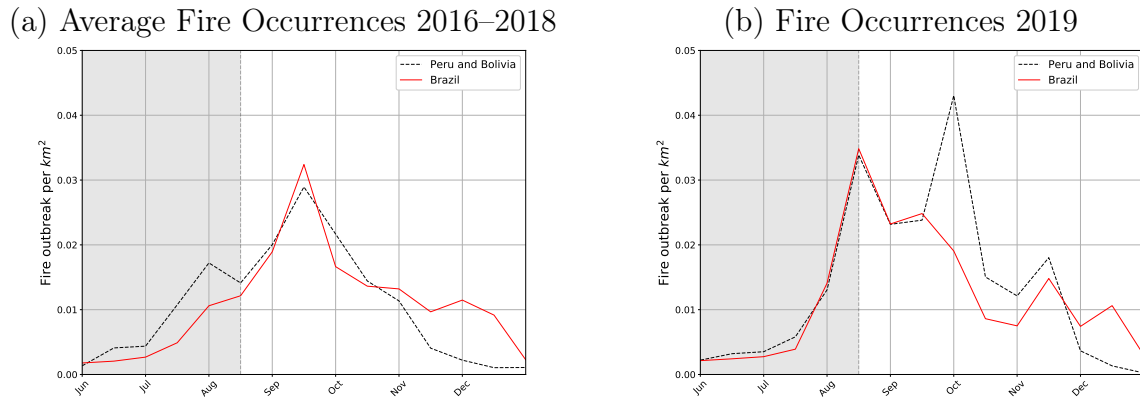 (a) Average Fire Occurrences 2016–2018
0.05
0.04
0.03
0.02
0.01
0.00
Fire outbreak per km²
Peru and Bolivia
Brazil
Jun
Jul
Aug
Sep
Oct
Nov
Dec
(b) Fire Occurrences 2019
0.05
0.04
0.03
0.02
0.01
0.00
Fire outbreak per km²
Peru and Bolivia
Brazil
Jun
Jul
Aug
Sep
Oct
Nov
Dec